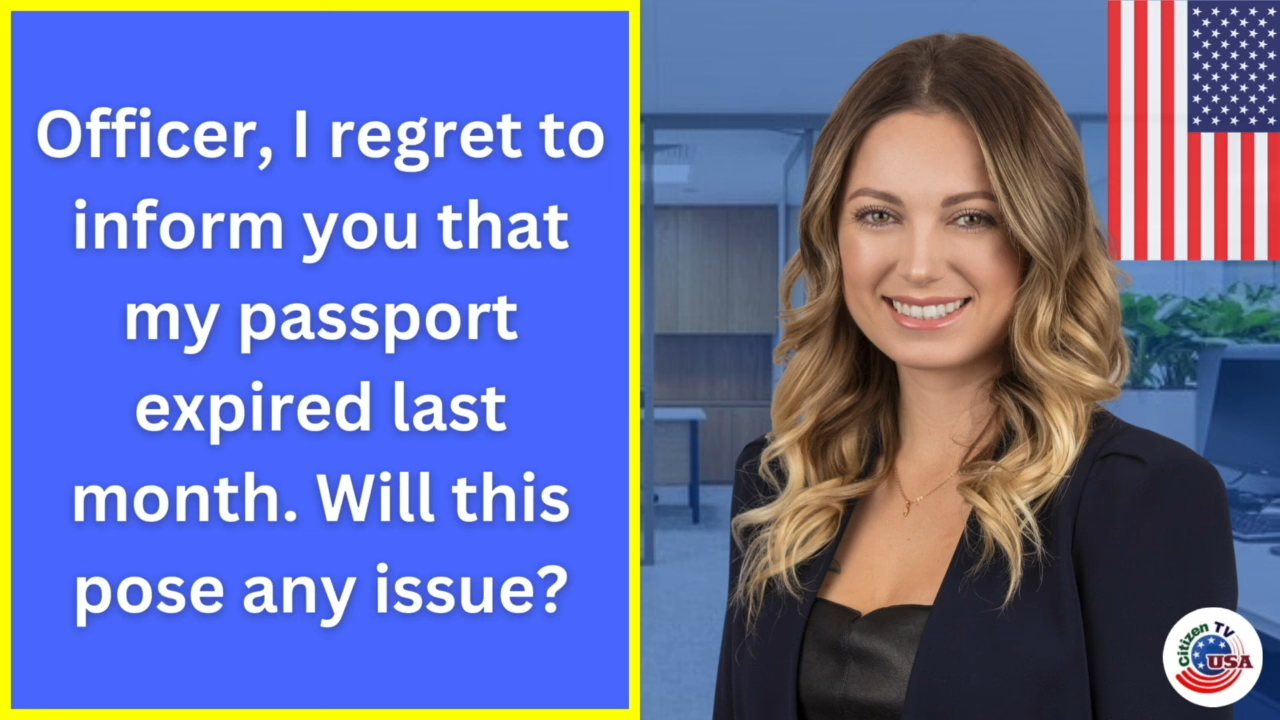 Officer, I regret to
inform you that
my passport
expired last
month. Will this
pose any issue?
Citizen TV
USA